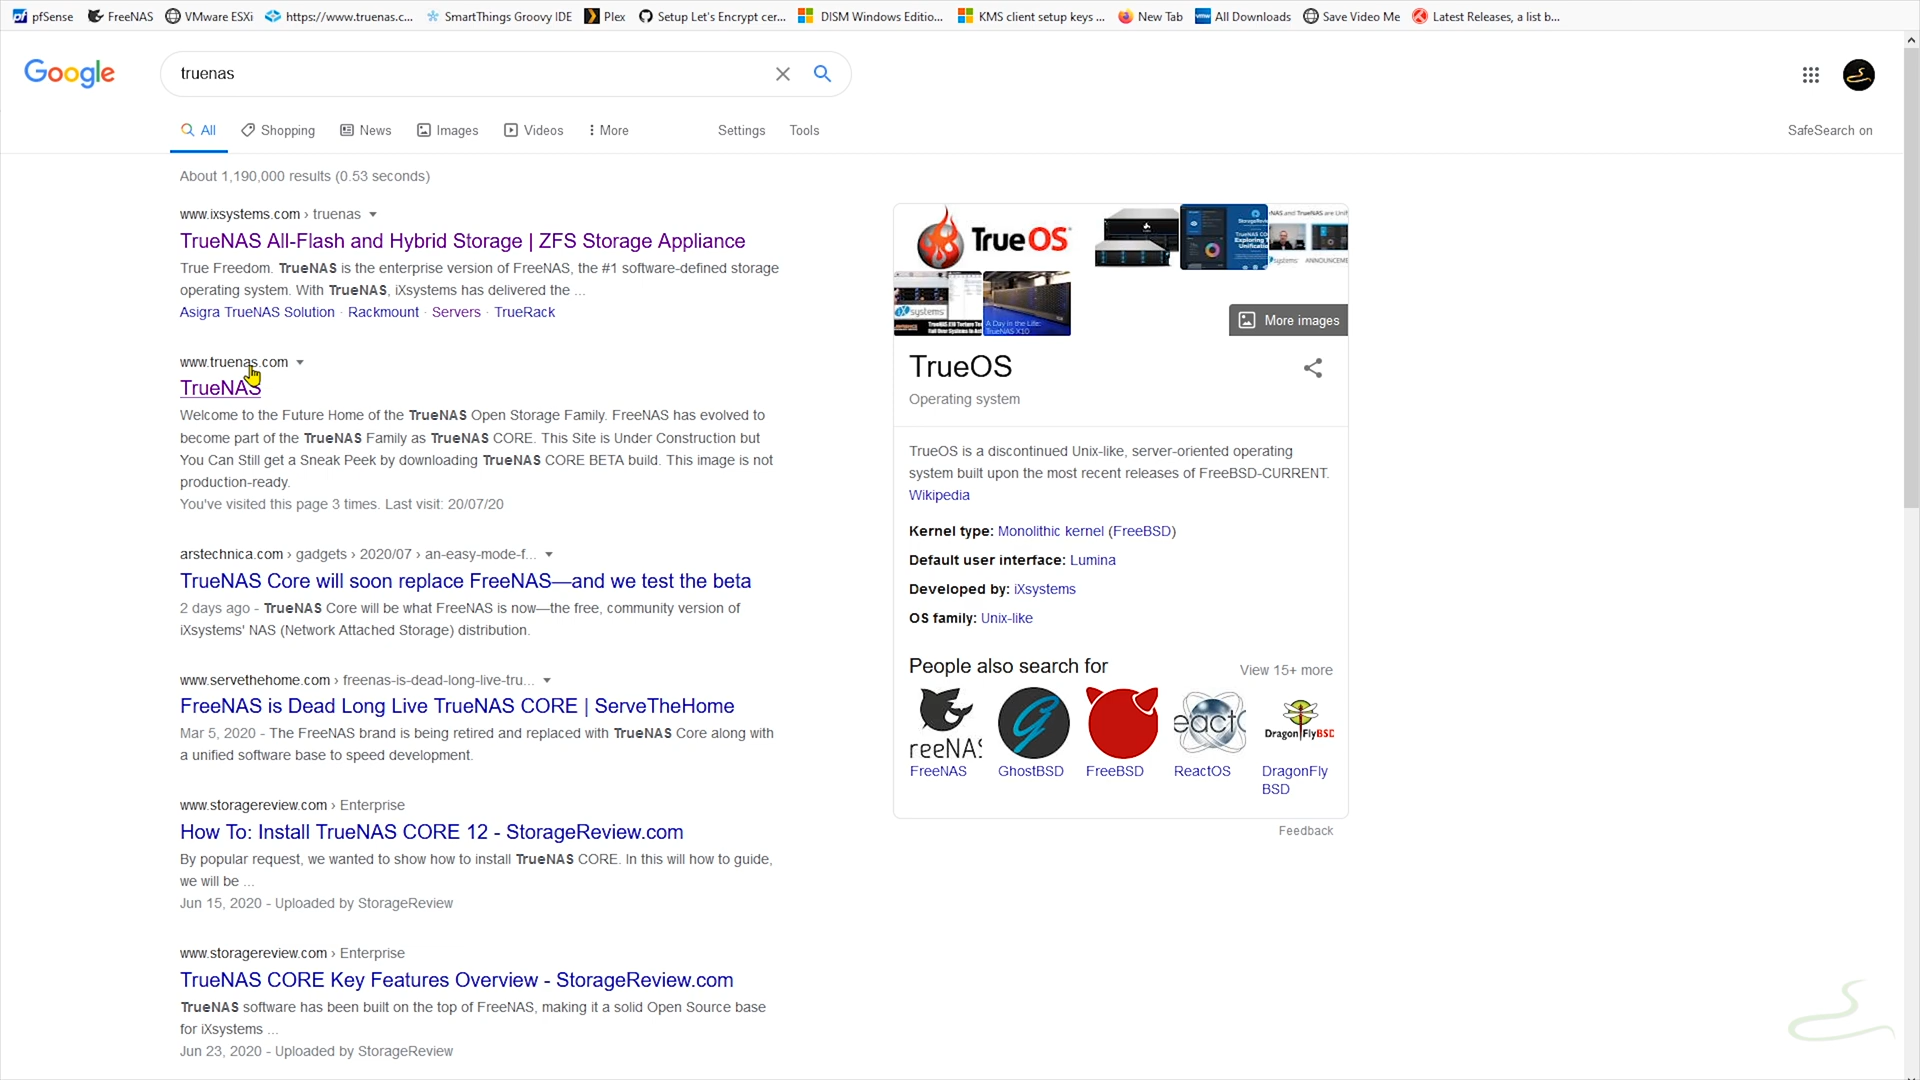 pfSense FreeNAS VMware ESXi https://www.truenas.c... SmartThings Groovy IDE Plex Setup Let's Encrypt cer... DISM Windows Editio... KMS client setup keys ... New Tab All Downloads Save Video Me Latest Releases, a list b...
Google
truenas
All Shopping News Images Videos More Settings Tools
SafeSearch on
About 1,190,000 results (0.53 seconds)
www.ixsystems.com › truenas
TrueNAS All-Flash and Hybrid Storage | ZFS Storage Appliance
True Freedom. TrueNAS is the enterprise version of FreeNAS, the #1 software-defined storage
operating system. With TrueNAS, iXsystems has delivered the ...
Asigra TrueNAS Solution · Rackmount · Servers · TrueRack
www.truenas.com
TrueNAS
Welcome to the Future Home of the TrueNAS Open Storage Family. FreeNAS has evolved to
become part of the TrueNAS Family as TrueNAS CORE. This Site is Under Construction but
You Can Still get a Sneak Peek by downloading TrueNAS CORE BETA build. This image is not
production-ready.
You've visited this page 3 times. Last visit: 20/07/20
arstechnica.com › gadgets › 2020/07 › an-easy-mode-f...
TrueNAS Core will soon replace FreeNAS—and we test the beta
2 days ago - TrueNAS Core will be what FreeNAS is now—the free, community version of
iXsystems' NAS (Network Attached Storage) distribution.
www.servethehome.com › freenas-is-dead-long-live-tru...
FreeNAS is Dead Long Live TrueNAS CORE | ServeTheHome
Mar 5, 2020 - The FreeNAS brand is being retired and replaced with TrueNAS Core along with
a unified software base to speed development.
www.storagereview.com › Enterprise
How To: Install TrueNAS CORE 12 - StorageReview.com
By popular request, we wanted to show how to install TrueNAS CORE. In this will how to guide,
we will be ...
Jun 15, 2020 - Uploaded by StorageReview
www.storagereview.com › Enterprise
TrueNAS CORE Key Features Overview - StorageReview.com
TrueNAS software has been built on the top of FreeNAS, making it a solid Open Source base
for iXsystems ...
Jun 23, 2020 - Uploaded by StorageReview
TrueOS
More images
TrueOS
Operating system
TrueOS is a discontinued Unix-like, server-oriented operating
system built upon the most recent releases of FreeBSD-CURRENT.
Wikipedia
Kernel type: Monolithic kernel (FreeBSD)
Default user interface: Lumina
Developed by: iXsystems
OS family: Unix-like
People also search for
View 15+ more
reeNAS
eact
DragonFlyBSD
FreeNAS GhostBSD FreeBSD ReactOS DragonFly
BSD
Feedback